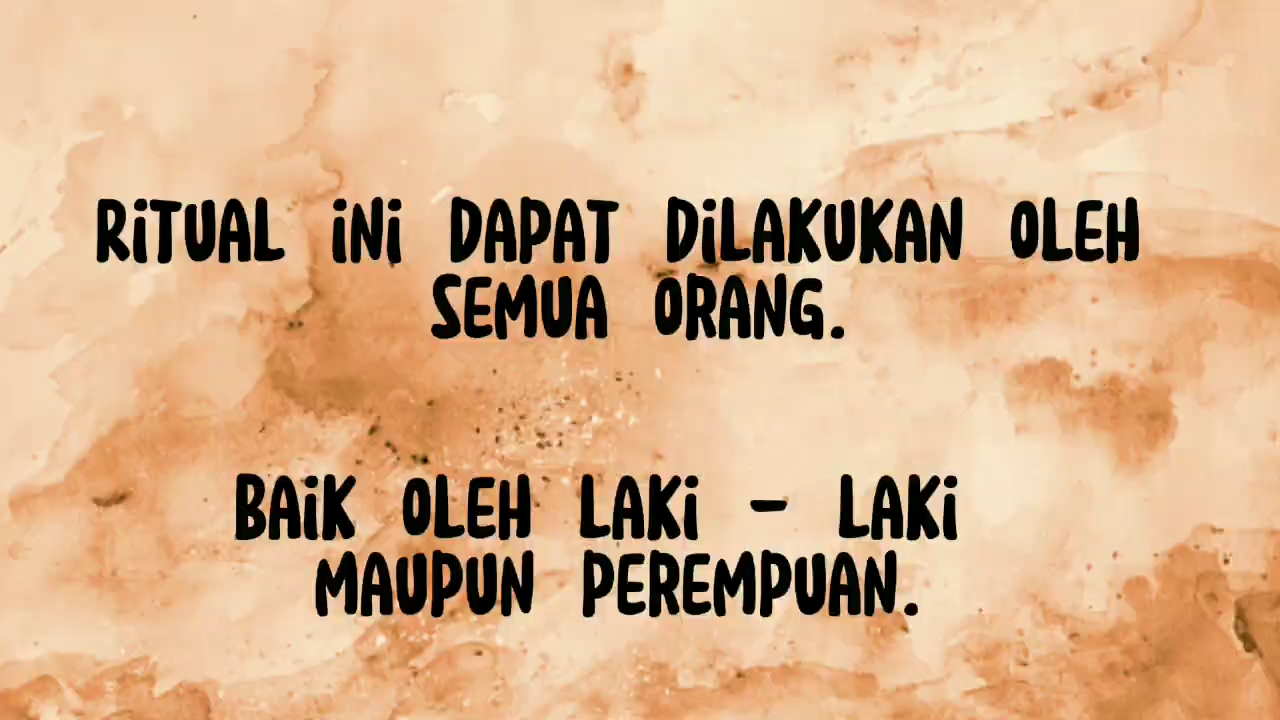 RiTUAL iNi DAPAT DiLAKUKAN OLEH
SEMUA ORANG.
BAiK OLEH LAKi - LAKi
MAUPUN PEREMPUAN.